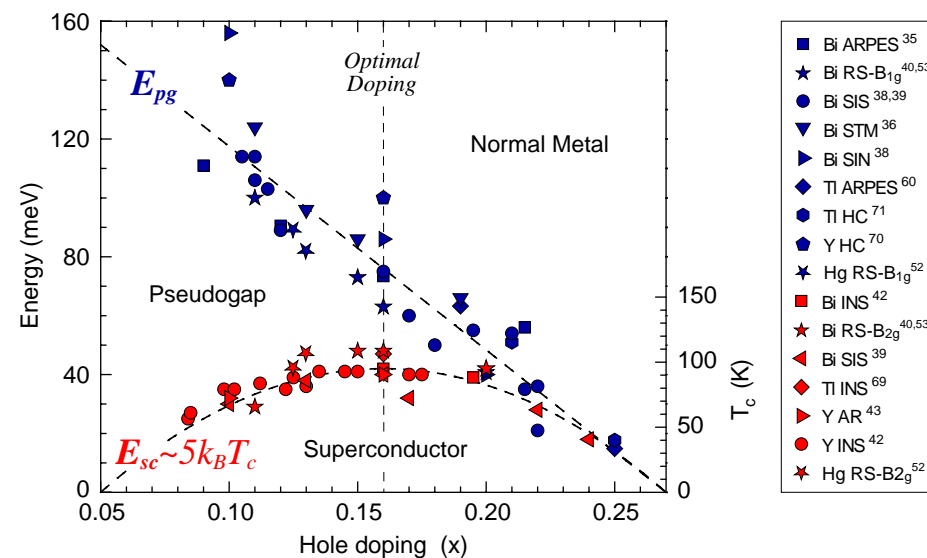 160
120
80
40
0
Energy (meV)
E_pg
Optimal
Doping
Normal Metal
Pseudogap
Superconductor
E_sc~5k_BT_c
150
100
50
0
T_c (K)
0.05 0.10 0.15 0.20 0.25
Hole doping (x)
Bi ARPES 35
Bi RS-B1g 40,53
Bi SIS 38,39
Bi STM 36
Bi SIN 38
Tl ARPES 60
Tl HC 71
Y HC 70
Hg RS-B1g 52
Bi INS 42
Bi RS-B2g 40,53
Bi SIS 39
Tl INS 69
Y AR 43
Y INS 42
Hg RS-B2g 52